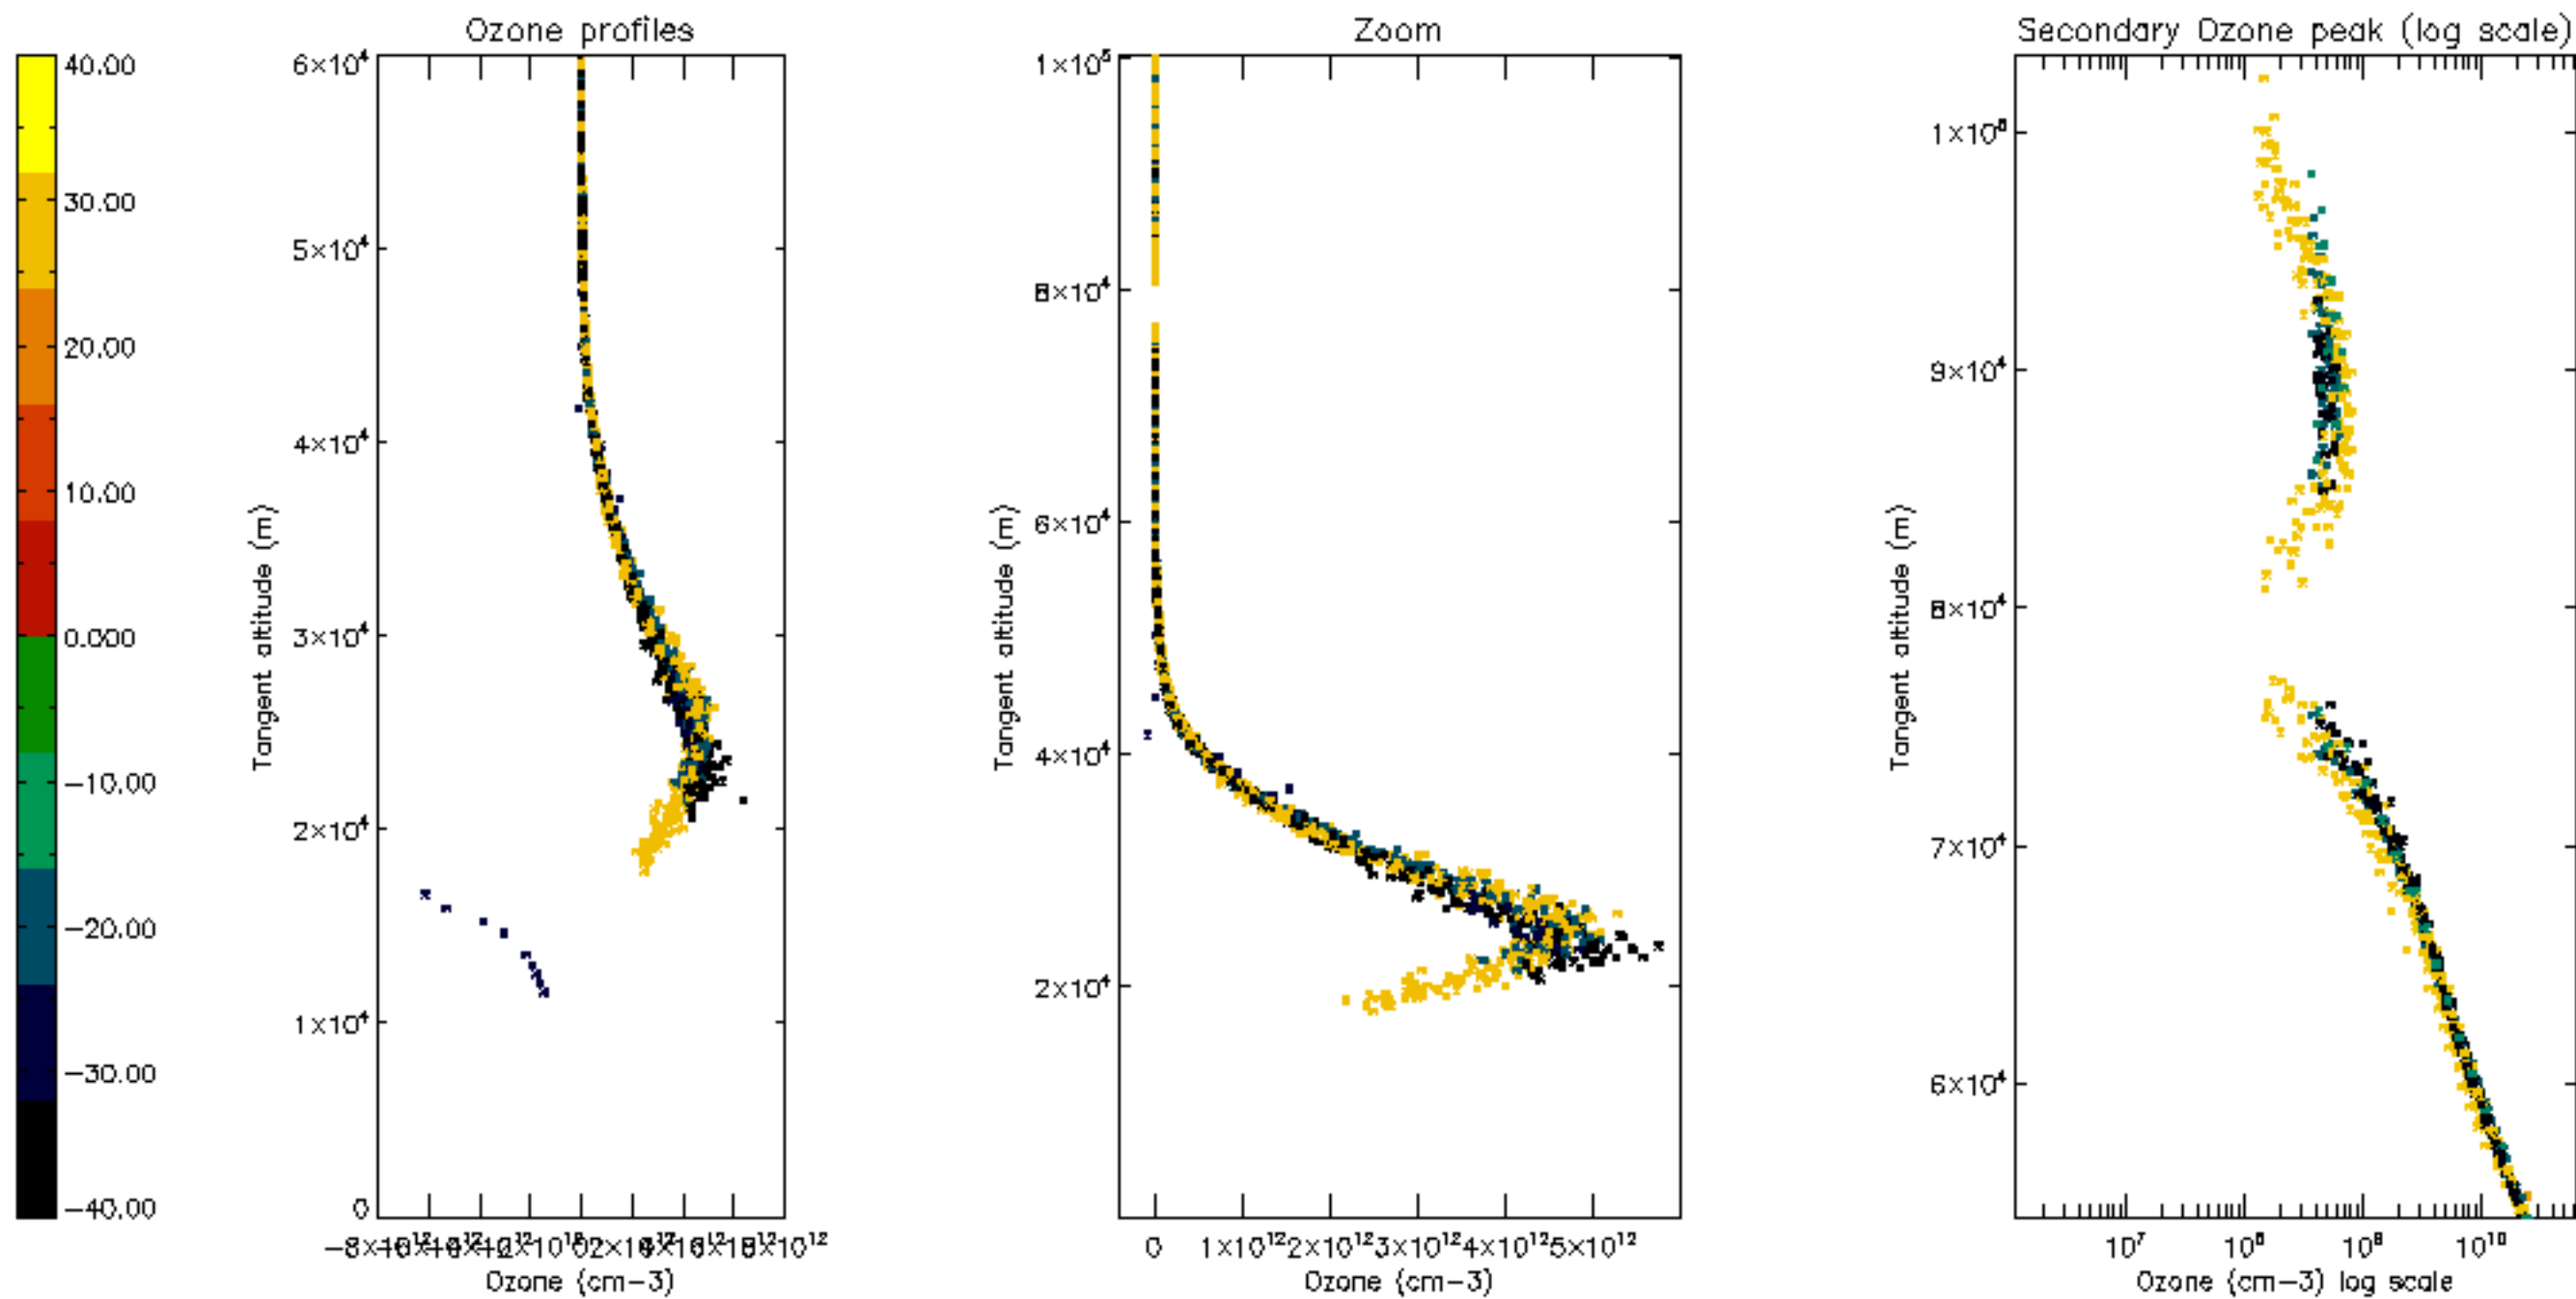 Ozone profiles
Zoom
Secondary Ozone peak (log scale)
40.00
30.00
20.00
10.00
0.000
−10.00
−20.00
−30.00
−40.00
6×10⁴
5×10⁴
4×10⁴
3×10⁴
2×10⁴
1×10⁴
0
Tangent altitude (m)
8×10¹²
Ozone (cm−3)
1×10⁵
8×10⁴
6×10⁴
4×10⁴
2×10⁴
Tangent altitude (m)
0 1×10¹² 2×10¹² 3×10¹² 4×10¹² 5×10¹²
Ozone (cm−3)
9×10⁴
8×10⁴
7×10⁴
6×10⁴
Tangent altitude (m)
10⁷ 10⁸ 10⁹ 10¹⁰
Ozone (cm−3) log scale